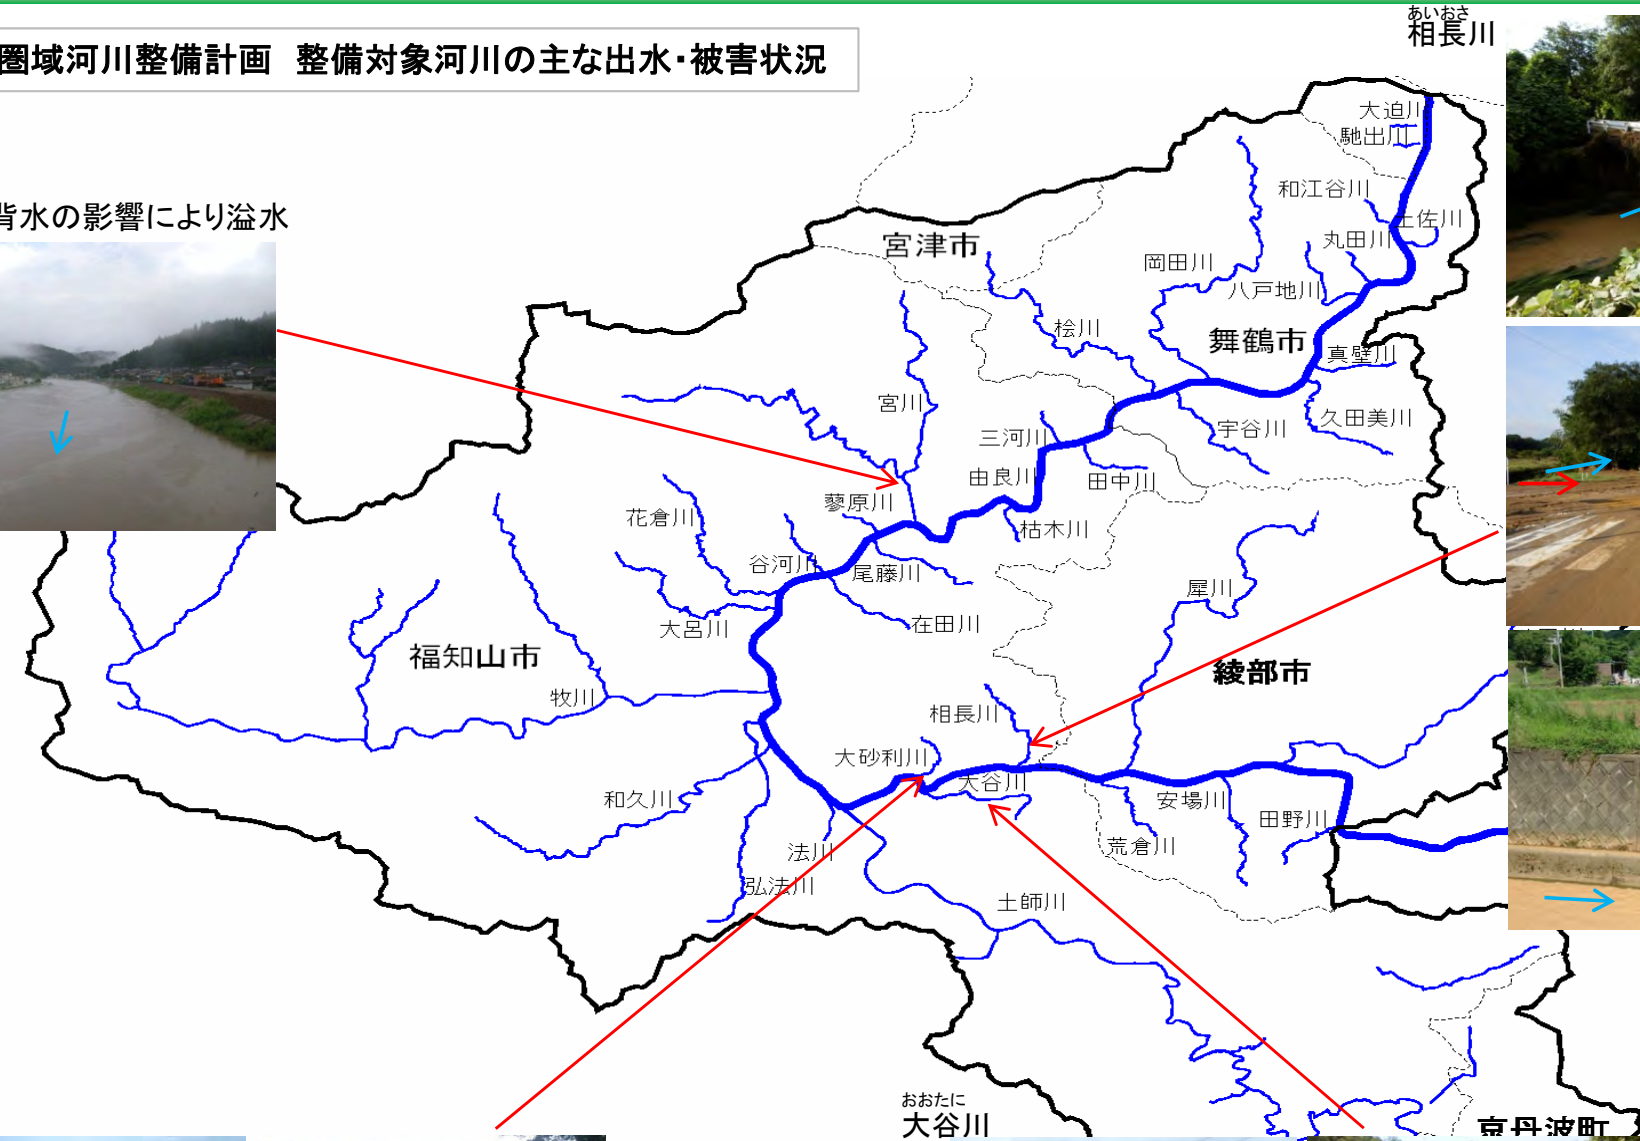 圏域河川整備計画　整備対象河川の主な出水・被害状況
あいおさ
相長川
背水の影響により溢水
大迫川
馳出川
和江谷川
土佐川
丸田川
宮津市
岡田川
八戸地川
桧川
舞鶴市
真壁川
宮川
久田美川
宇谷川
三河川
由良川
田中川
蓼原川
花倉川
枯木川
谷河川
尾藤川
犀川
在田川
大呂川
福知山市
綾部市
牧川
相長川
大砂利川
大谷川
和久川
安場川
田野川
荒倉川
法川
弘法川
土師川
おおたに
大谷川
京丹波町